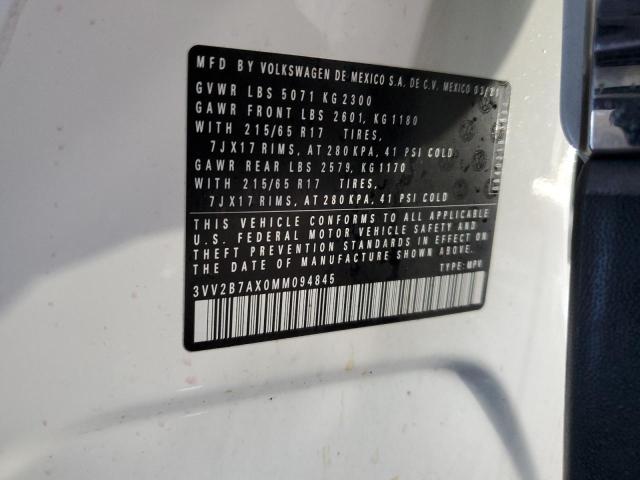 MFD BY VOLKSWAGEN DE MEXICO S.A. DE C.V. MEXICO 03/21
GVWR LBS 5071 KG 2300
GAWR FRONT LBS 2601, KG 1180
WITH 215/65 R17 TIRES,
7JX17 RIMS, AT 280 KPA, 41 PSI COLD
GAWR REAR LBS 2579, KG 1170
WITH 215/65 R17 TIRES,
7JX17 RIMS, AT 280 KPA, 41 PSI COLD
THIS VEHICLE CONFORMS TO ALL APPLICABLE
U.S. FEDERAL MOTOR VEHICLE SAFETY AND
THEFT PREVENTION STANDARDS IN EFFECT ON
THE DATE OF MANUFACTURE SHOWN ABOVE.
3VV2B7AX0MM094845 TYPE: MPV